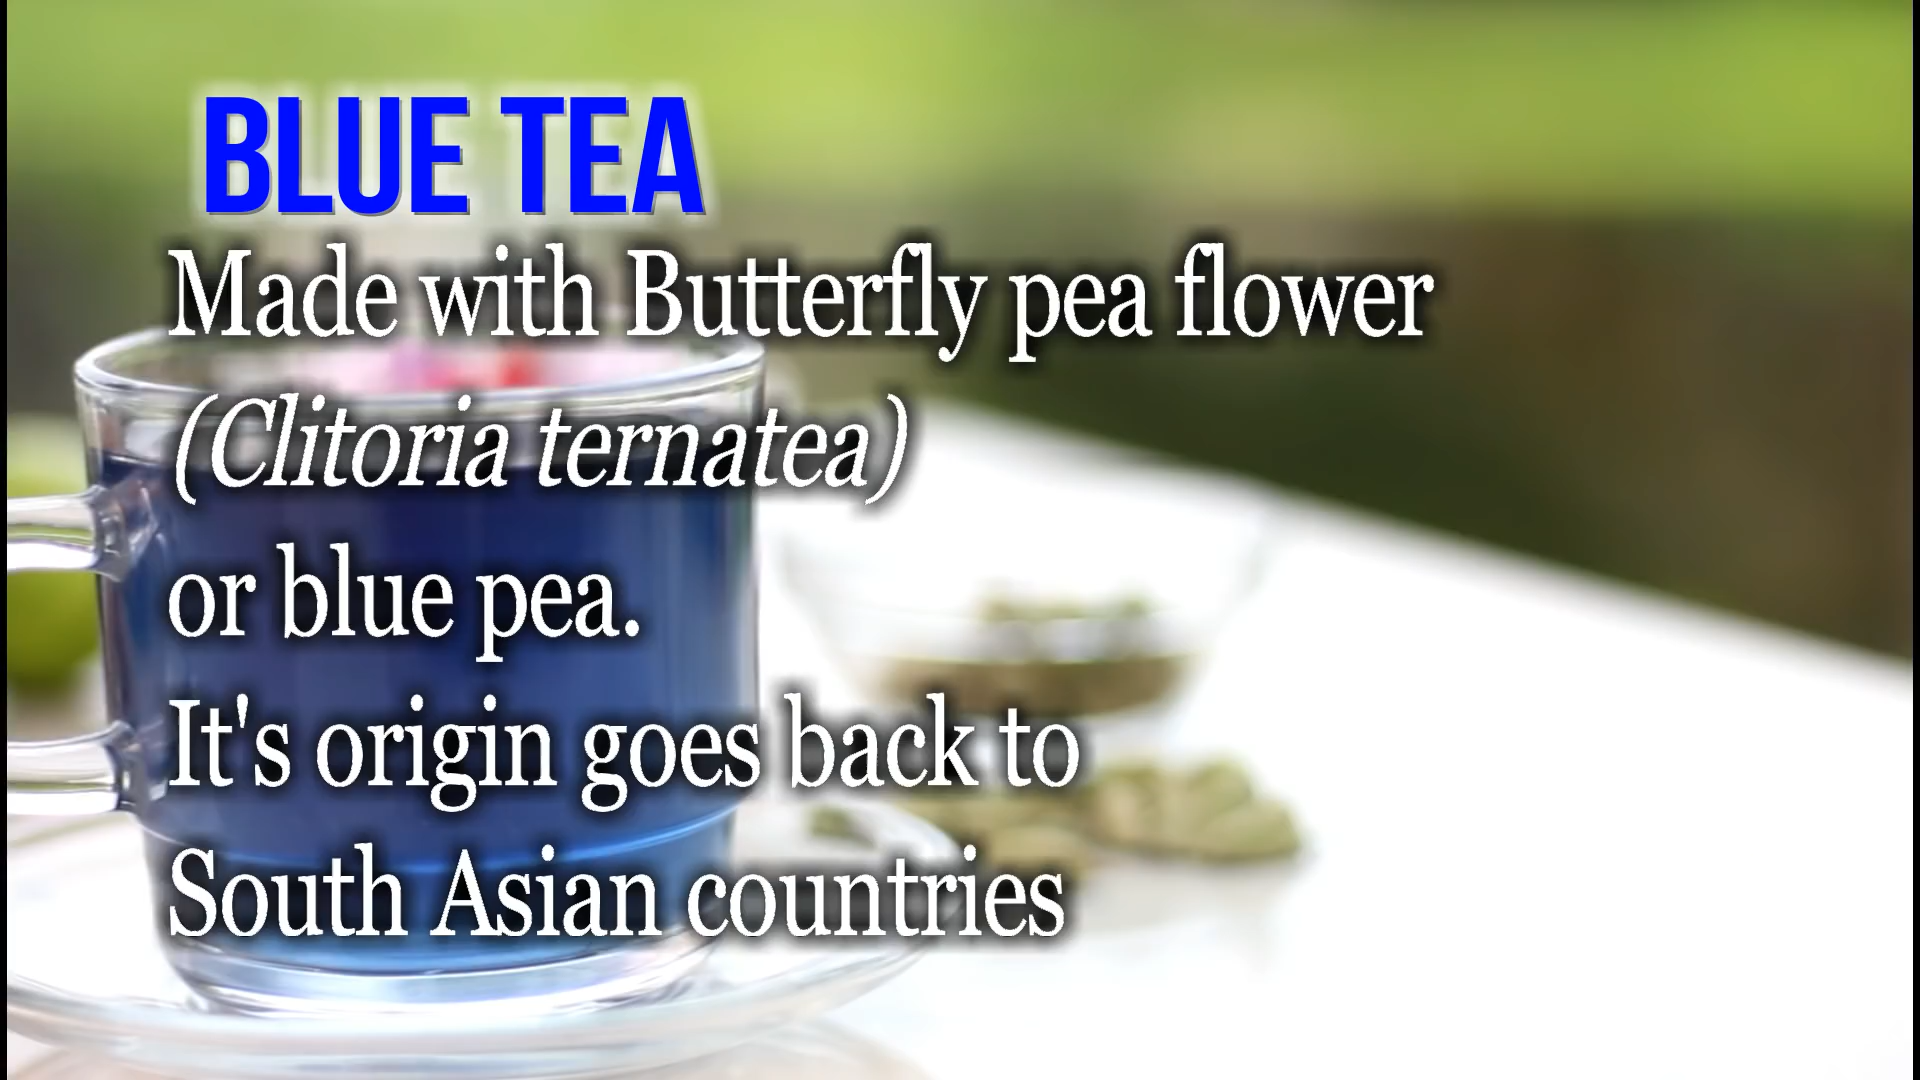 BLUE TEA
Made with Butterfly pea flower
(Clitoria ternatea)
or blue pea.
It's origin goes back to
South Asian countries